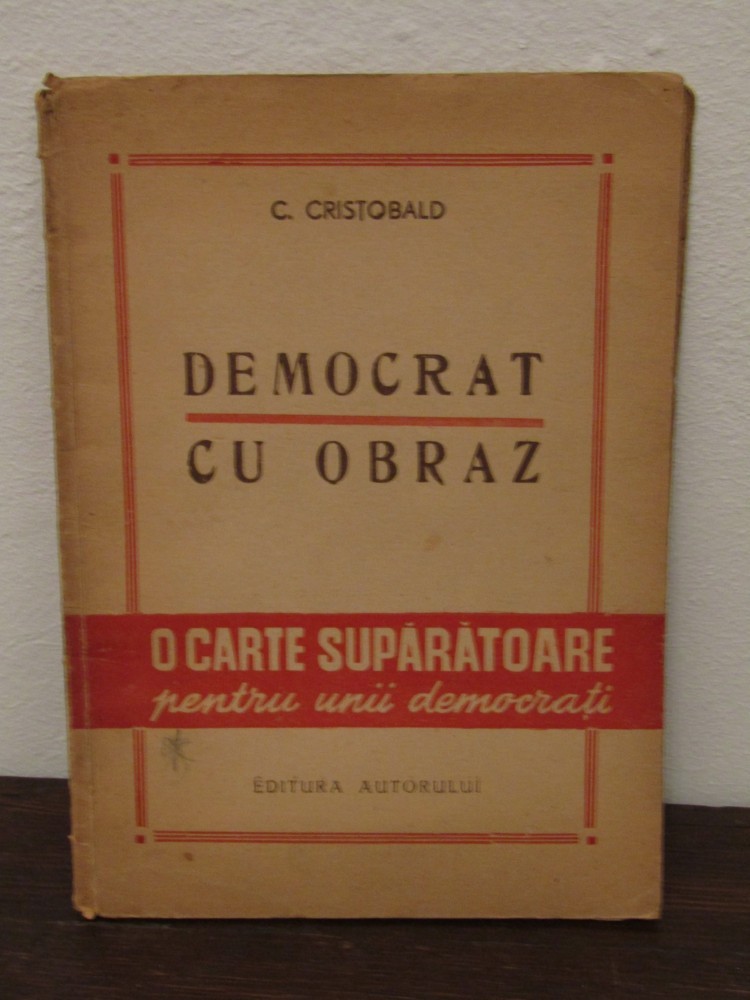 C. CRISTOBALD
DEMOCRAT
CU OBRAZ
O CARTE SUPĂRĂTOARE
pentru unii democrați
EDITURA AUTORULUI